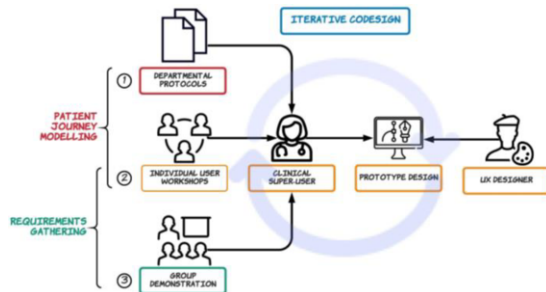 ITERATIVE CODESIGN
1
DEPARTMENTAL
PROTOCOLS
PATIENT
JOURNEY
MODELLING
2
INDIVIDUAL USER
WORKSHOPS
CLINICAL
SUPER-USER
PROTOTYPE DESIGN
UX DESIGNER
REQUIREMENTS
GATHERING
3
GROUP
DEMONSTRATION